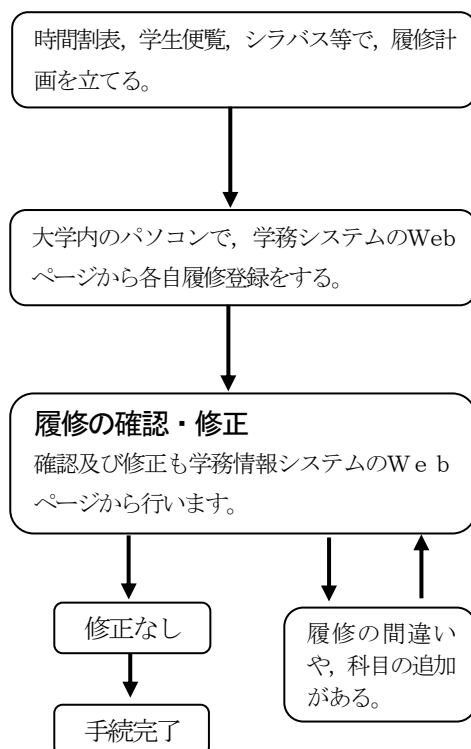 時間割表，学生便覧，シラバス等で，履修計
画を立てる。
大学内のパソコンで，学務システムのWeb
ページから各自履修登録をする。
履修の確認・修正
確認及び修正も学務情報システムのＷｅｂ
ページから行います。
修正なし
手続完了
履修の間違い
や，科目の追加
がある。